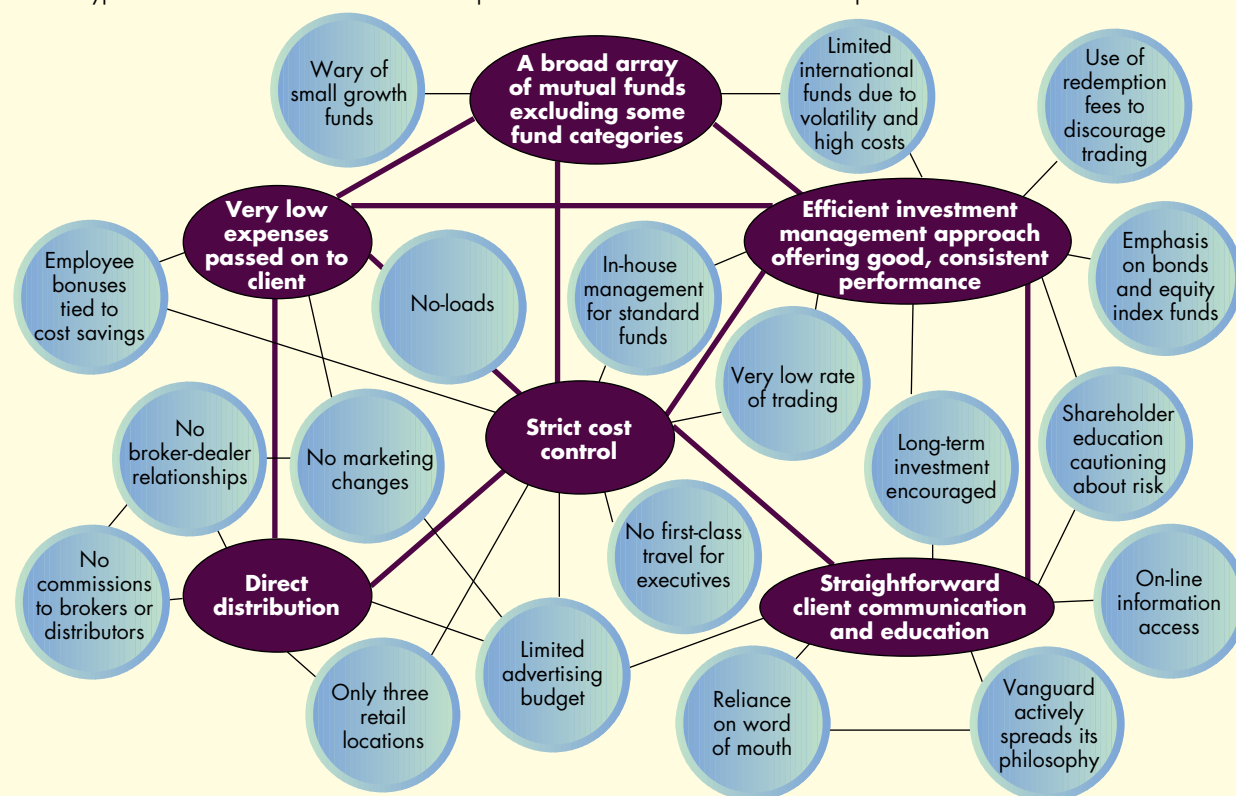 Wary of
small growth
funds
A broad array
of mutual funds
excluding some
fund categories
Limited
international
funds due to
volatility and
high costs
Use of
redemption
fees to
discourage
trading
Very low
expenses
passed on to
client
Efficient investment
management approach
offering good, consistent
performance
Employee
bonuses
tied to
cost savings
No-loads
In-house
management
for standard
funds
Emphasis
on bonds
and equity
index funds
Very low rate
of trading
Strict cost
control
Shareholder
education
cautioning
about risk
No
broker-dealer
relationships
No marketing
changes
Long-term
investment
encouraged
No
commissions
to brokers or
distributors
Direct
distribution
No first-class
travel for
executives
Straightforward
client communication
and education
On-line
information
access
Only three
retail
locations
Limited
advertising
budget
Reliance
on word
of mouth
Vanguard
actively
spreads its
philosophy